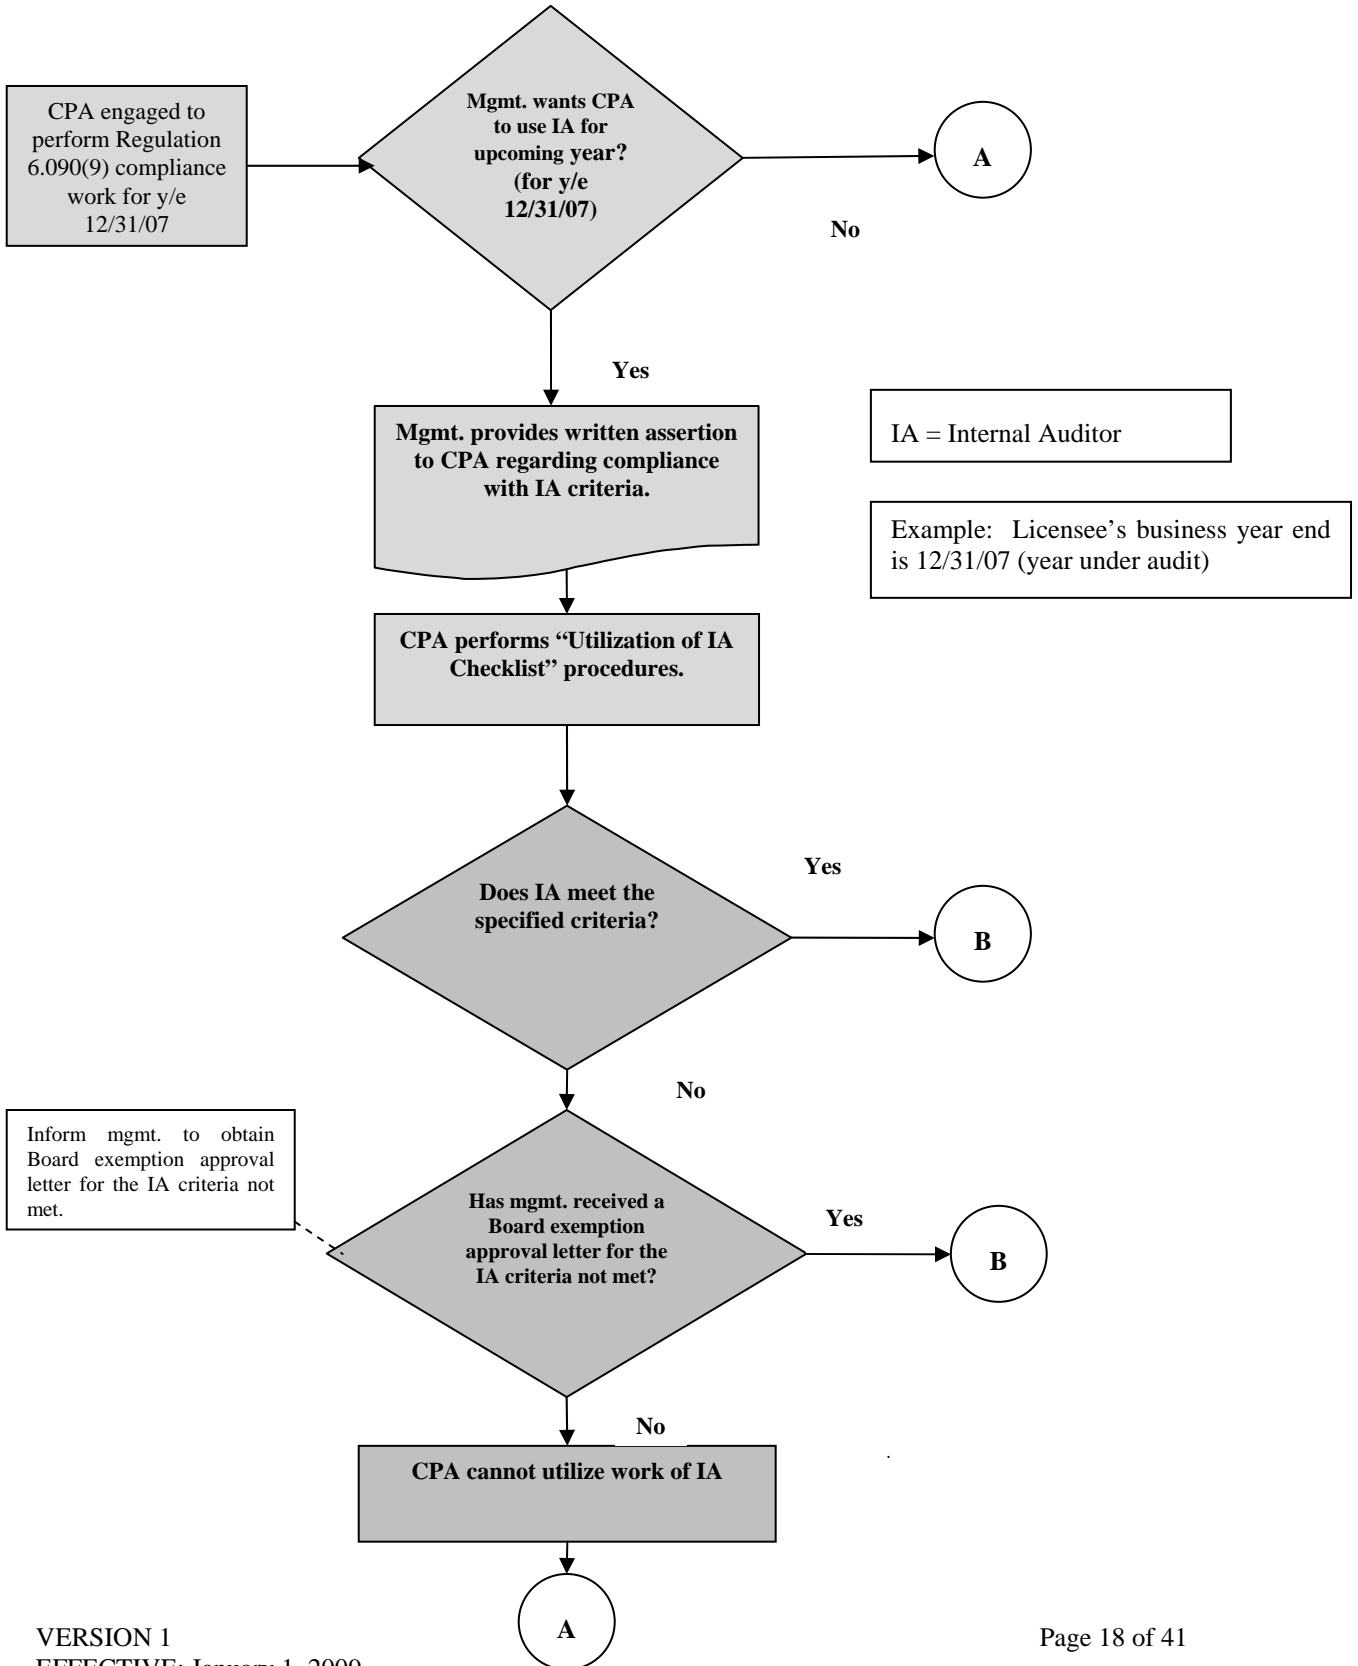 CPA engaged to
perform Regulation
6.090(9) compliance
work for y/e
12/31/07
Mgmt. wants CPA
to use IA for
upcoming year?
(for y/e
12/31/07)
A
No
Yes
Mgmt. provides written assertion
to CPA regarding compliance
with IA criteria.
IA = Internal Auditor
Example: Licensee’s business year end
is 12/31/07 (year under audit)
CPA performs “Utilization of IA
Checklist” procedures.
Does IA meet the
specified criteria?
Yes
B
No
Inform mgmt. to obtain
Board exemption approval
letter for the IA criteria not
met.
Has mgmt. received a
Board exemption
approval letter for the
IA criteria not met?
Yes
B
No
CPA cannot utilize work of IA
.
A
VERSION 1
Page 18 of 41
EFFECTIVE: January 1, 2009